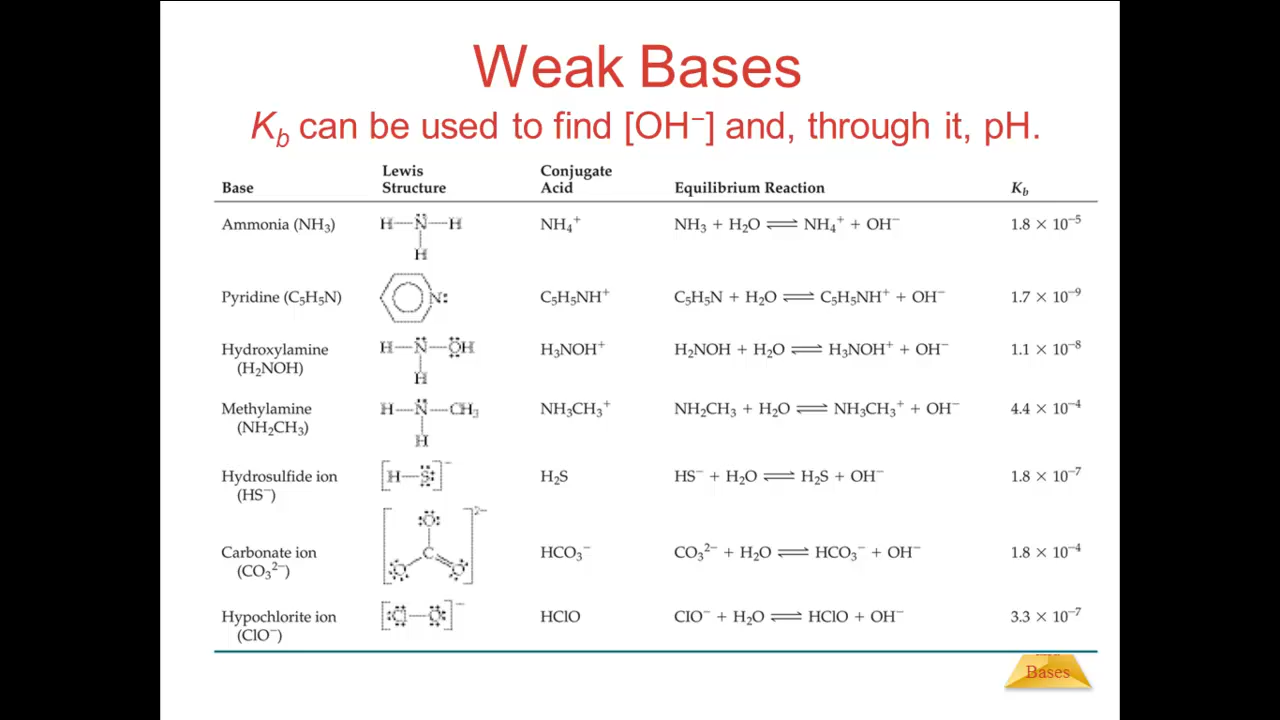 Weak Bases
K_b can be used to find [OH⁻] and, through it, pH.
Base Lewis Structure Conjugate Acid Equilibrium Reaction K_b
Ammonia (NH₃) H—N—H H NH₄⁺ NH₃ + H₂O ⇌ NH₄⁺ + OH⁻ 1.8 × 10⁻⁵
Pyridine (C₅H₅N) N: C₅H₅NH⁺ C₅H₅N + H₂O ⇌ C₅H₅NH⁺ + OH⁻ 1.7 × 10⁻⁹
Hydroxylamine (H₂NOH) H—N—OH H H₃NOH⁺ H₂NOH + H₂O ⇌ H₃NOH⁺ + OH⁻ 1.1 × 10⁻⁸
Methylamine (NH₂CH₃) H—N—CH₃ H NH₃CH₃⁺ NH₂CH₃ + H₂O ⇌ NH₃CH₃⁺ + OH⁻ 4.4 × 10⁻⁴
Hydrosulfide ion (HS⁻) [H—S]⁻ H₂S HS⁻ + H₂O ⇌ H₂S + OH⁻ 1.8 × 10⁻⁷
Carbonate ion (CO₃²⁻) [O C O O]²⁻ HCO₃⁻ CO₃²⁻ + H₂O ⇌ HCO₃⁻ + OH⁻ 1.8 × 10⁻⁴
Hypochlorite ion (ClO⁻) [Cl—O]⁻ HClO ClO⁻ + H₂O ⇌ HClO + OH⁻ 3.3 × 10⁻⁷
Bases